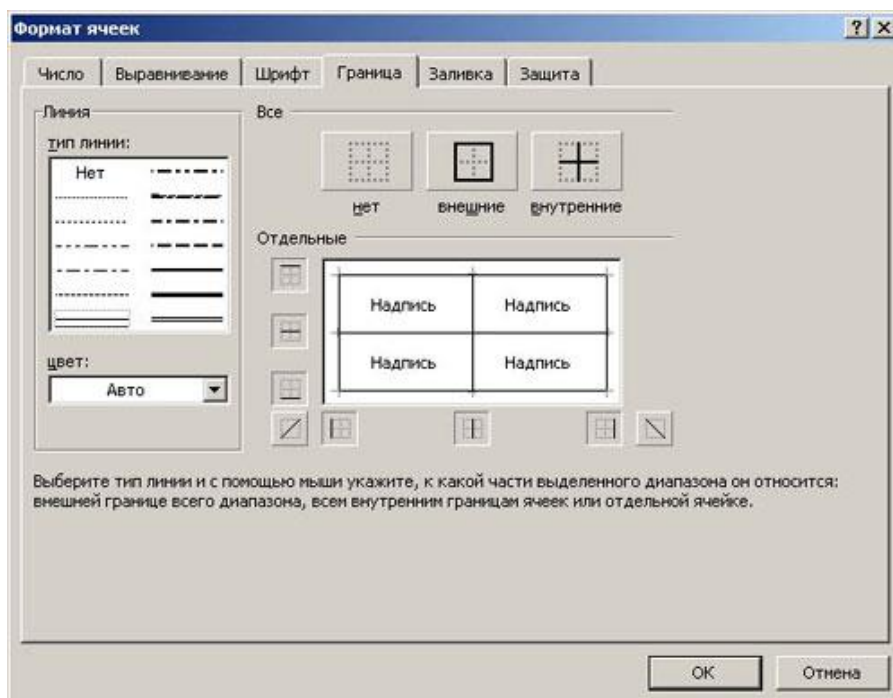 Формат ячеек
Число Выравнивание Шрифт Граница Заливка Защита
Линия
тип линии:
Нет
цвет:
Авто
Все
нет внешние внутренние
Отдельные
Надпись Надпись
Надпись Надпись
Выберите тип линии и с помощью мыши укажите, к какой части выделенного диапазона он относится:
внешней границе всего диапазона, всем внутренним границам ячеек или отдельной ячейке.
ОК Отмена